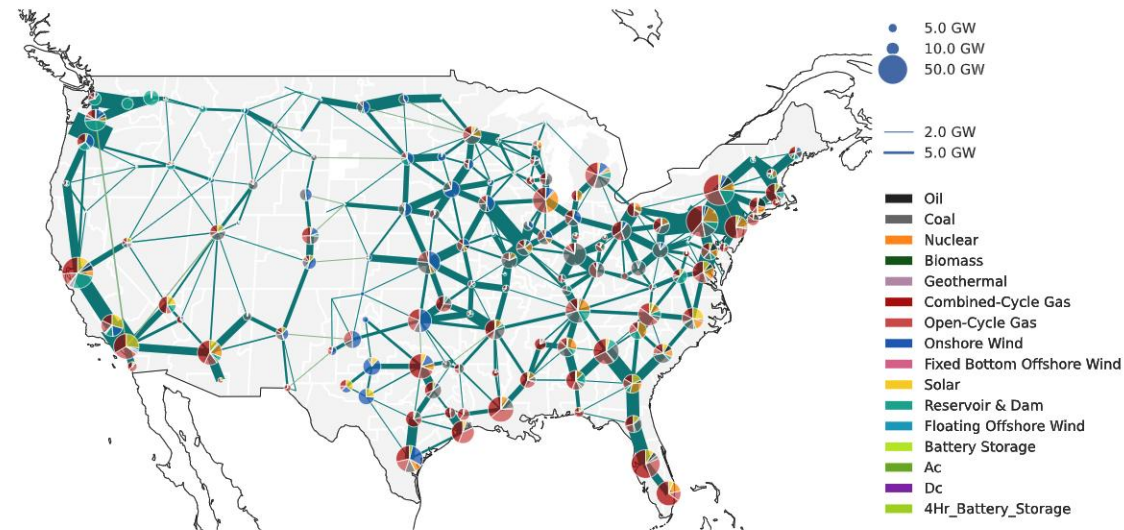 5.0 GW
10.0 GW
50.0 GW
2.0 GW
5.0 GW
Oil
Coal
Nuclear
Biomass
Geothermal
Combined-Cycle Gas
Open-Cycle Gas
Onshore Wind
Fixed Bottom Offshore Wind
Solar
Reservoir & Dam
Floating Offshore Wind
Battery Storage
Ac
Dc
4Hr_Battery_Storage